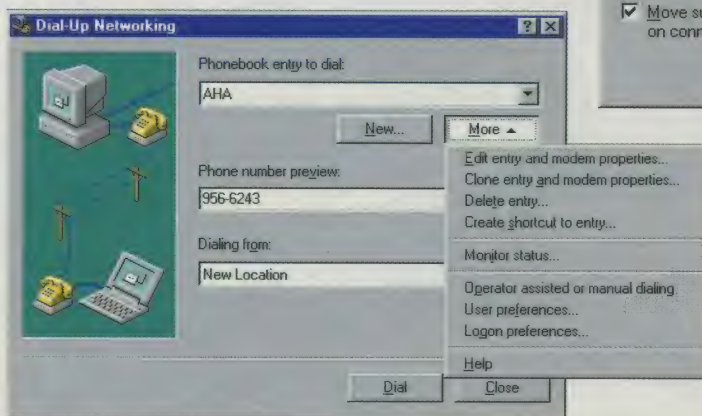 Move
on
Dial-Up Networking
Phonebook entry to dial:
AHA
New...
More
Phone number preview:
956-6243
Dialing from:
New Location
Edit entry and modem properties...
Clone entry and modem properties...
Delete entry...
Create shortcut to entry...
Monitor status...
Operator assisted or manual dialing
User preferences...
Logon preferences...
Help
Dial
Close